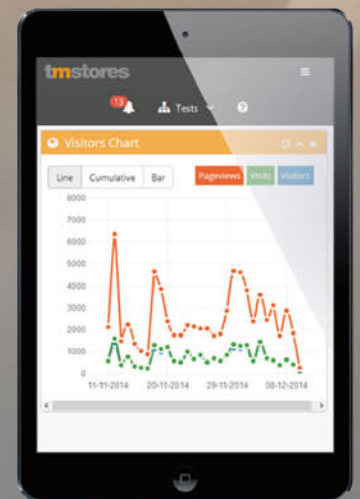 tmstores
13 Tests
Visitors Chart
Line Cumulative Bar Pageviews Visits Visitors
8000
7000
6000
5000
4000
3000
2000
1000
0
11-11-2014 20-11-2014 29-11-2014 08-12-2014